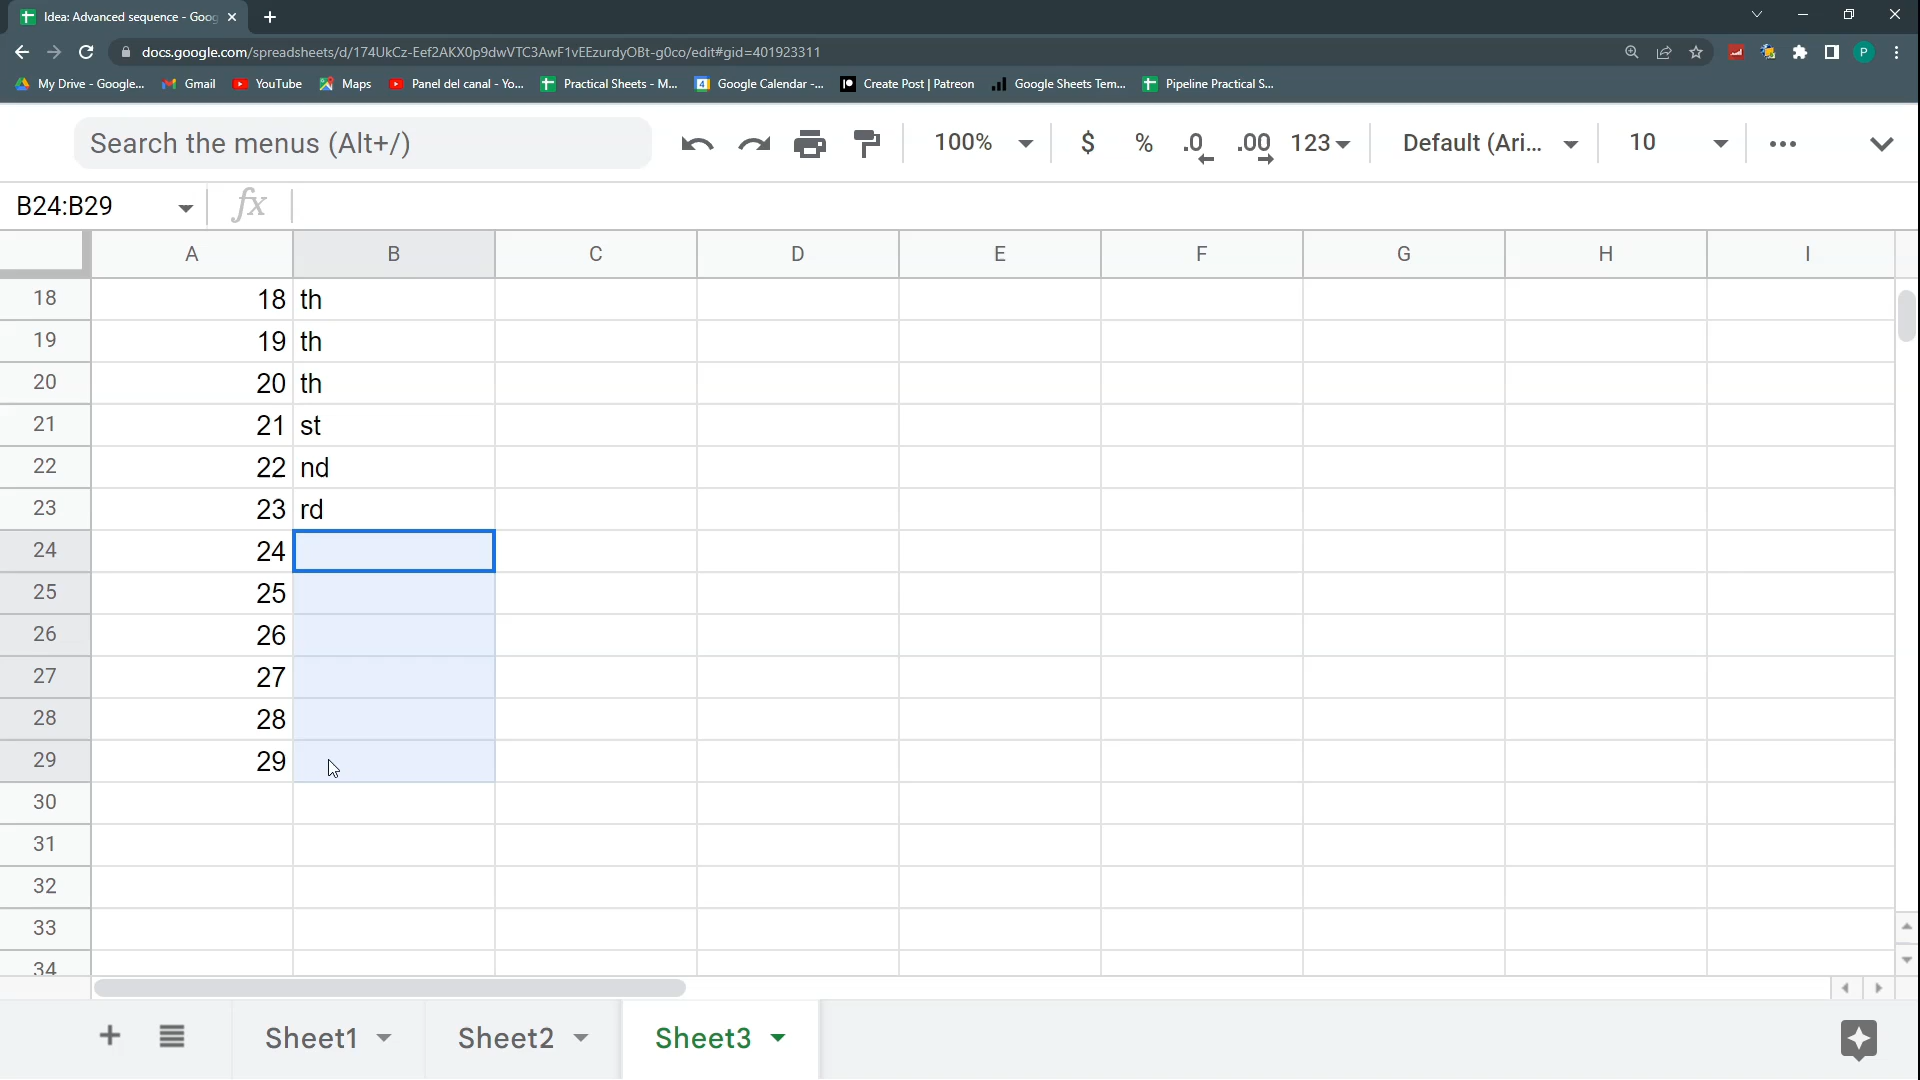 Idea: Advanced sequence - Goog
docs.google.com/spreadsheets/d/174UkCz-Eef2AKX0p9dwVTC3AwF1vEEzurdyOBt-g0co/edit#gid=401923311
P
My Drive - Google... Gmail YouTube Maps Panel del canal - Yo... Practical Sheets - M... Google Calendar -... Create Post | Patreon Google Sheets Tem... Pipeline Practical S...
Search the menus (Alt+/) 100% $ % .0 .00 123 Default (Ari... 10
B24:B29 fx
A B C D E F G H I
18 18 th
19 19 th
20 20 th
21 21 st
22 22 nd
23 23 rd
24 24
25 25
26 26
27 27
28 28
29 29
30
31
32
33
34
Sheet1 Sheet2 Sheet3